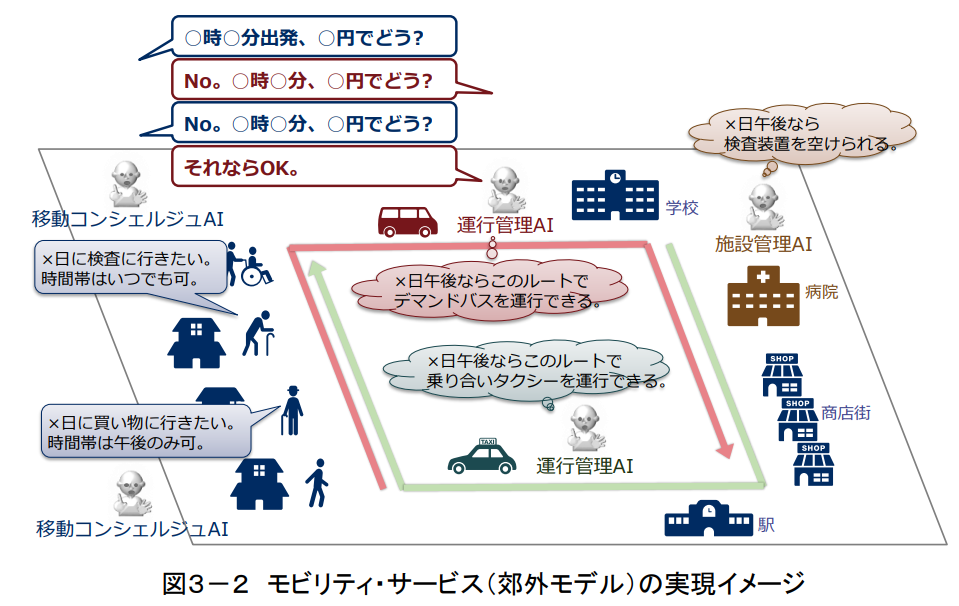 ○時○分出発、○円でどう?
No。○時○分、○円でどう?
No。○時○分、○円でどう?
それならOK。
×日午後なら
検査装置を空けられる。
移動コンシェルジュAI
運行管理AI
学校
施設管理AI
×日に検査に行きたい。
時間帯はいつでも可。
×日午後ならこのルートで
デマンドバスを運行できる。
病院
×日午後ならこのルートで
乗り合いタクシーを運行できる。
SHOP
SHOP
商店街
SHOP
×日に買い物に行きたい。
時間帯は午後のみ可。
TAXI
運行管理AI
移動コンシェルジュAI
駅
図3-2 モビリティ・サービス(郊外モデル)の実現イメージ